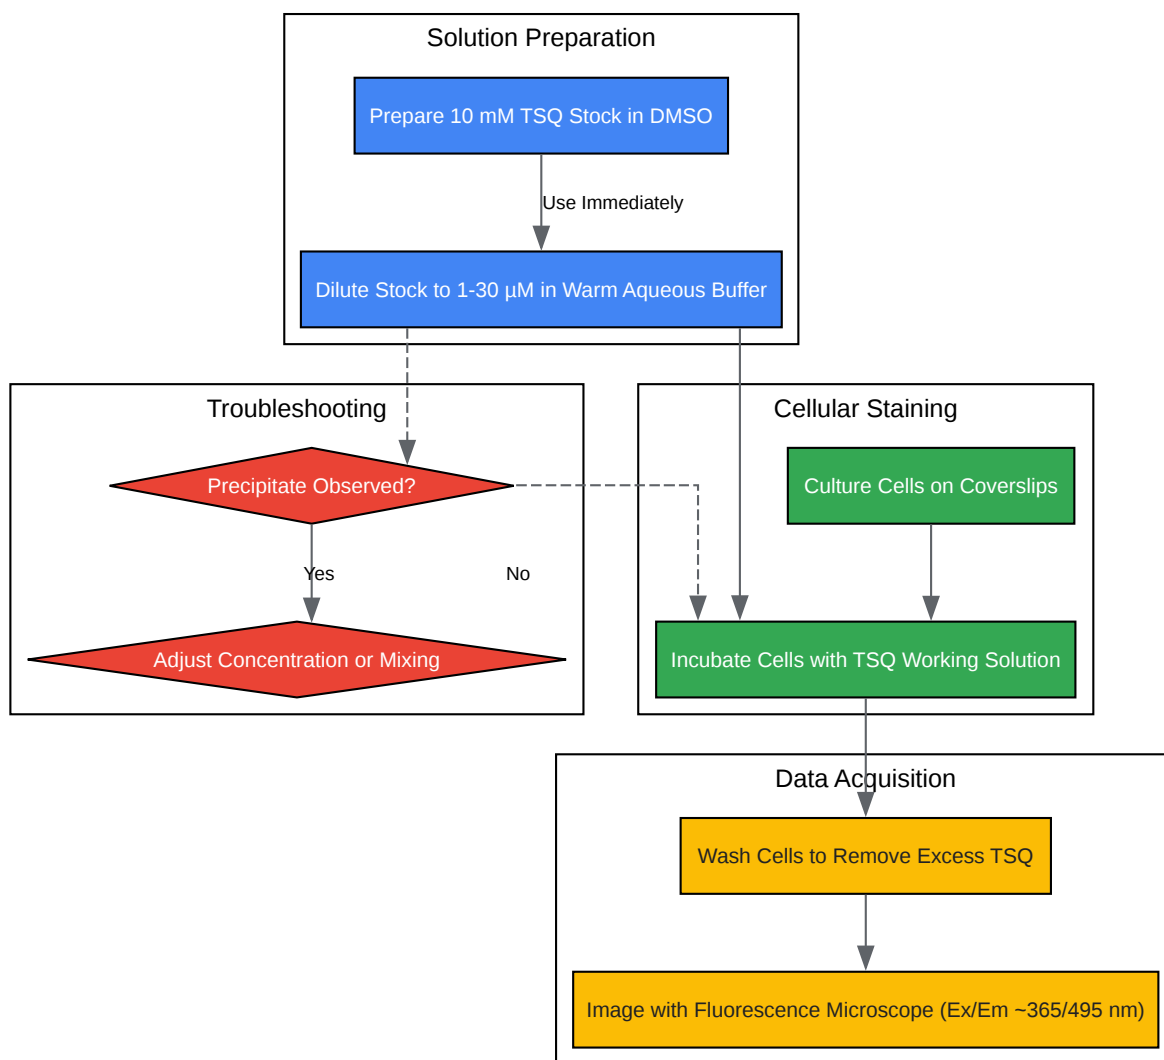 Solution Preparation
Prepare 10 mM TSQ Stock in DMSO
Use Immediately
Dilute Stock to 1-30 µM in Warm Aqueous Buffer
Troubleshooting
Precipitate Observed?
Yes
No
Adjust Concentration or Mixing
Cellular Staining
Culture Cells on Coverslips
Incubate Cells with TSQ Working Solution
Data Acquisition
Wash Cells to Remove Excess TSQ
Image with Fluorescence Microscope (Ex/Em ~365/495 nm)